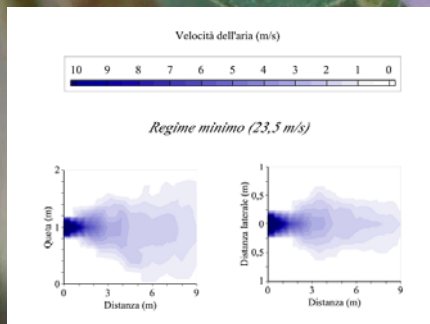 Velocità dell'aria (m/s)
10 9 8 7 6 5 4 3 2 1 0
Regime minimo (23,5 m/s)
2
1
0
Quota (m)
0 3 6 9
Distanza (m)
1
0,5
0
0,5
1
Distanza laterale (m)
0 3 6 9
Distanza (m)